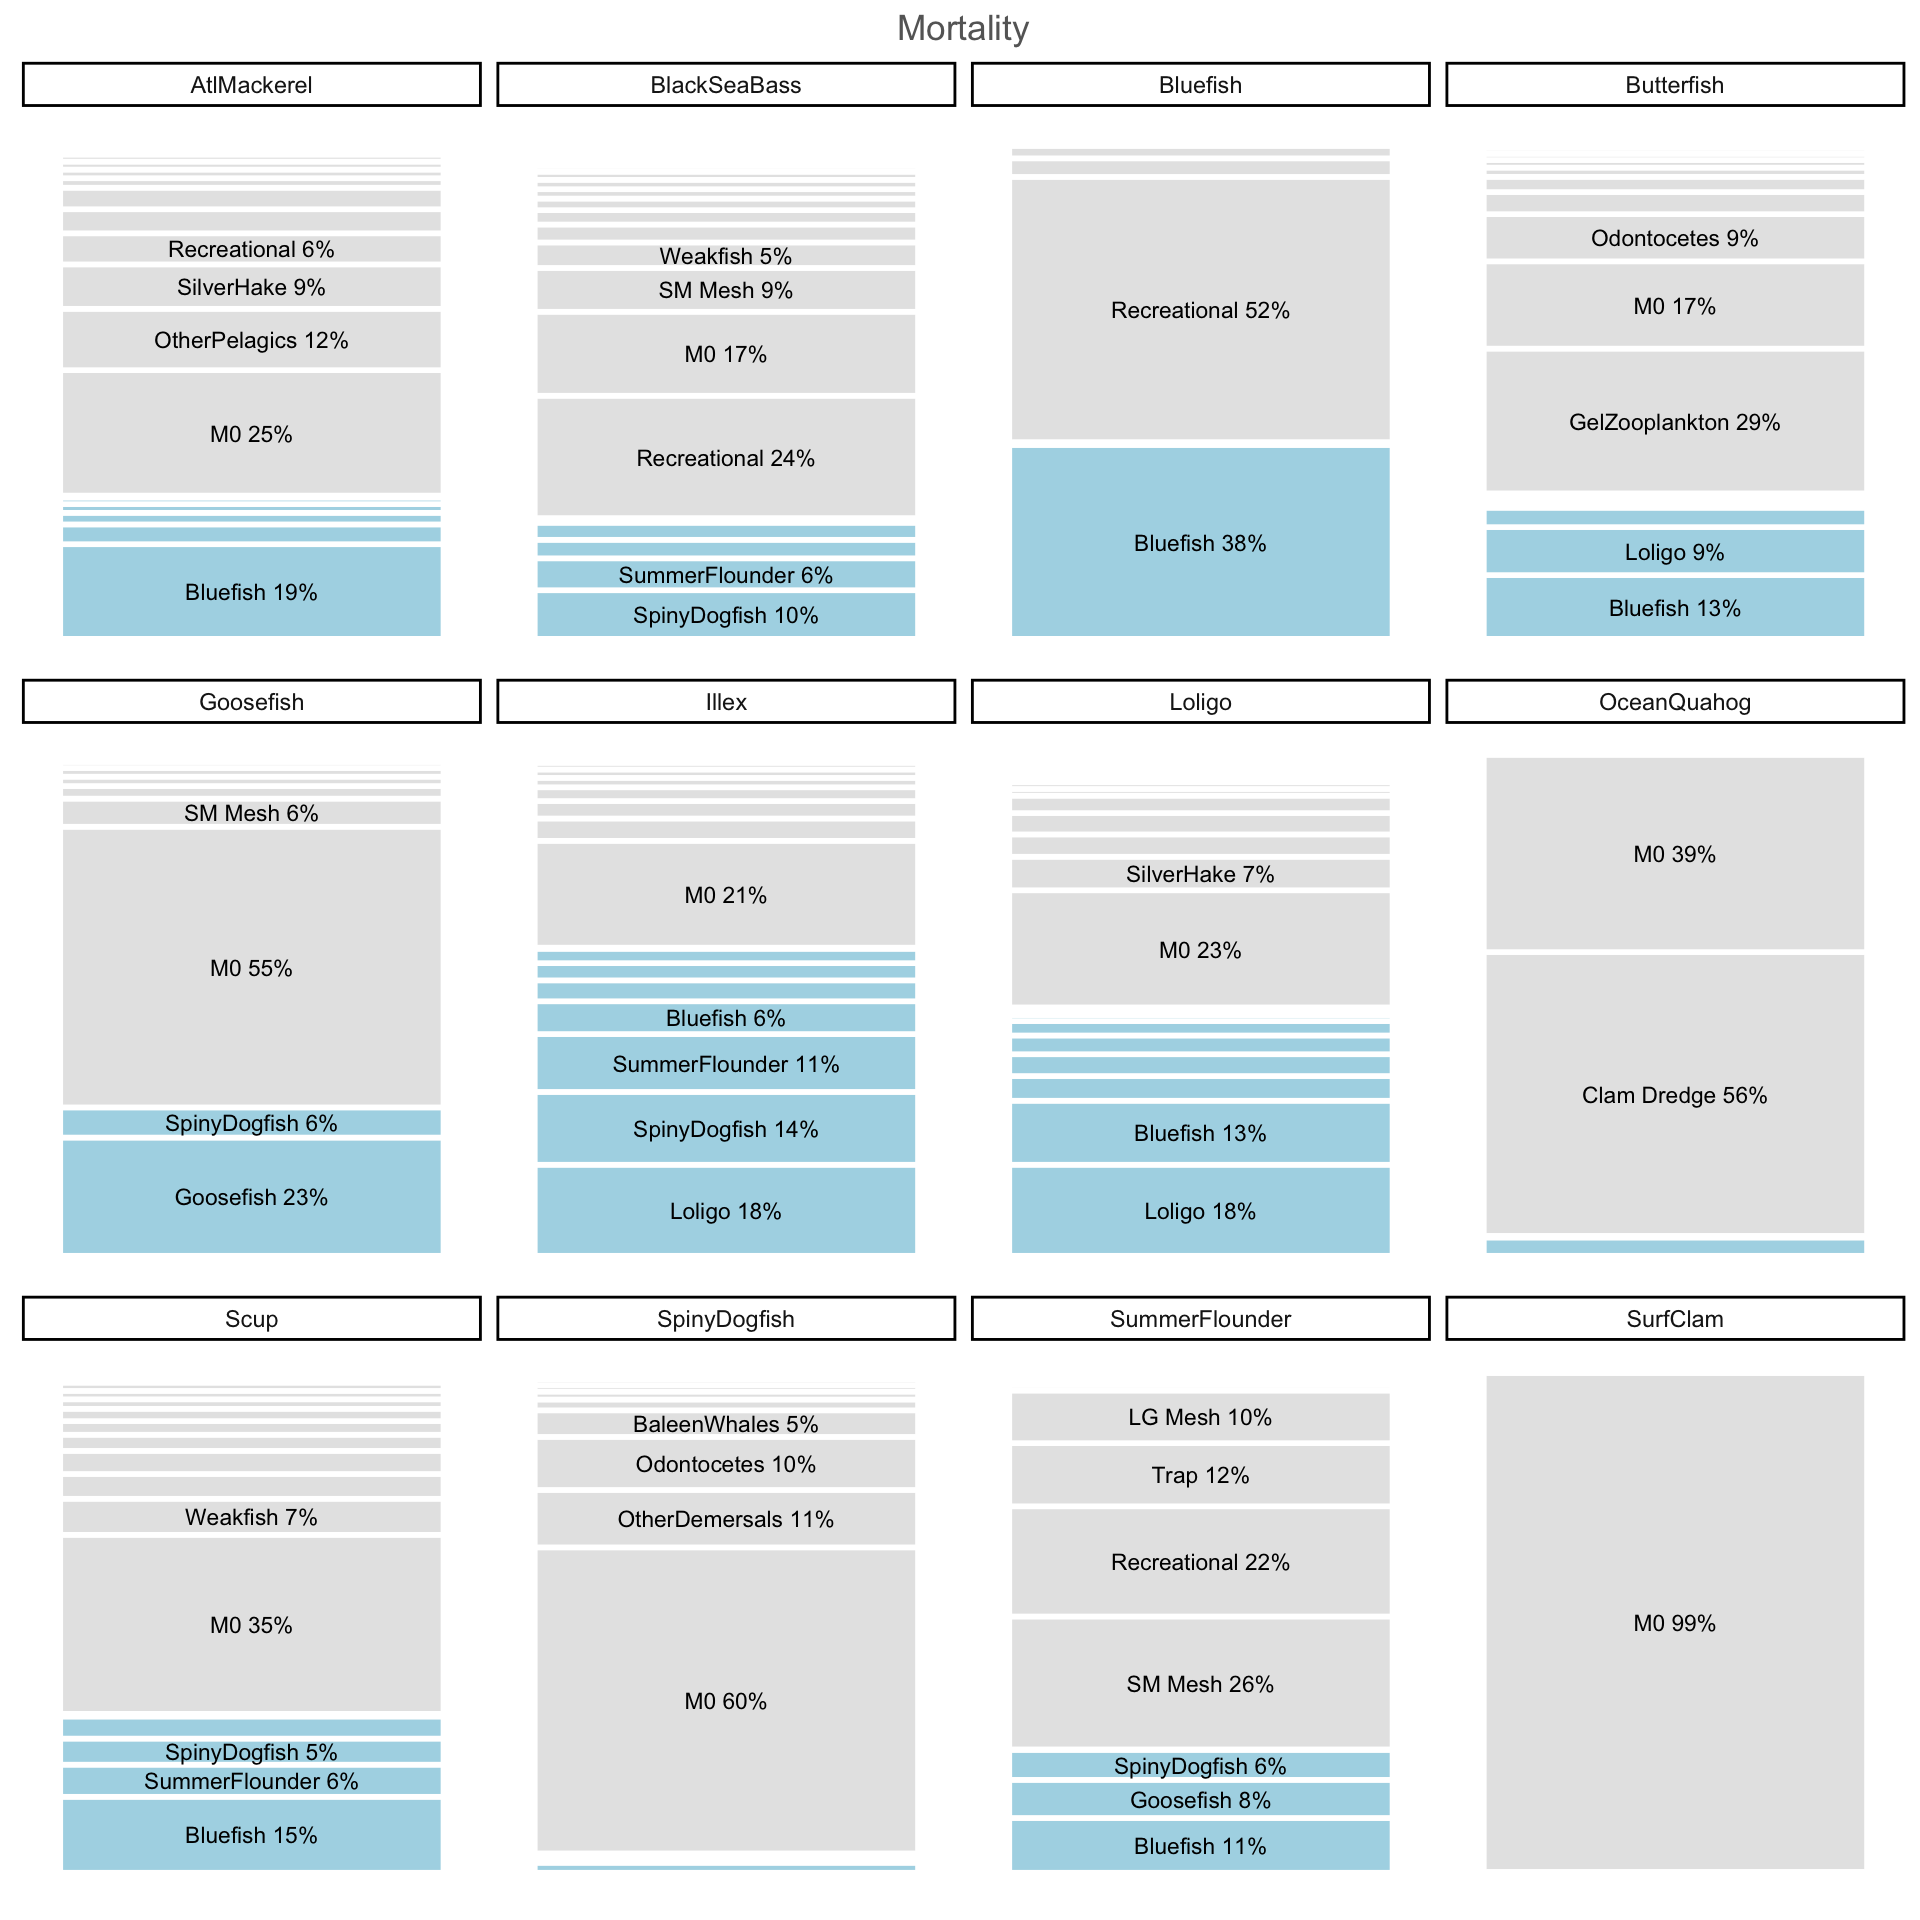 Mortality
AtlMackerel
Recreational 6%
SilverHake 9%
OtherPelagics 12%
M0 25%
Bluefish 19%
BlackSeaBass
Weakfish 5%
SM Mesh 9%
M0 17%
Recreational 24%
SummerFlounder 6%
SpinyDogfish 10%
Bluefish
Recreational 52%
Bluefish 38%
Butterfish
Odontocetes 9%
M0 17%
GelZooplankton 29%
Loligo 9%
Bluefish 13%
Goosefish
SM Mesh 6%
M0 55%
SpinyDogfish 6%
Goosefish 23%
Illex
M0 21%
Bluefish 6%
SummerFlounder 11%
SpinyDogfish 14%
Loligo 18%
Loligo
SilverHake 7%
M0 23%
Bluefish 13%
Loligo 18%
OceanQuahog
M0 39%
Clam Dredge 56%
Scup
Weakfish 7%
M0 35%
SpinyDogfish 5%
SummerFlounder 6%
Bluefish 15%
SpinyDogfish
BaleenWhales 5%
Odontocetes 10%
OtherDemersals 11%
M0 60%
SummerFlounder
LG Mesh 10%
Trap 12%
Recreational 22%
SM Mesh 26%
SpinyDogfish 6%
Goosefish 8%
Bluefish 11%
SurfClam
M0 99%